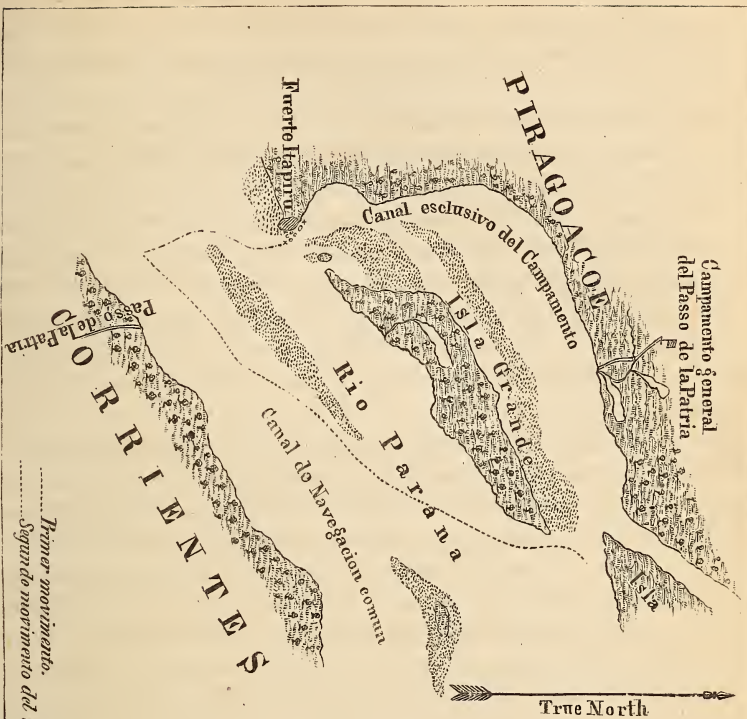 PIRAGOACOE
Fuerte Itapiru
Canal esclusivo del Campamento
Campamento general
del Passo de la Patria
Isla Grande
Rio Parana
Passo de la Patria
CORRIENTES
Canal de Navegacion comun
Isla
Primer movimento.
Segundo movimento del
True North